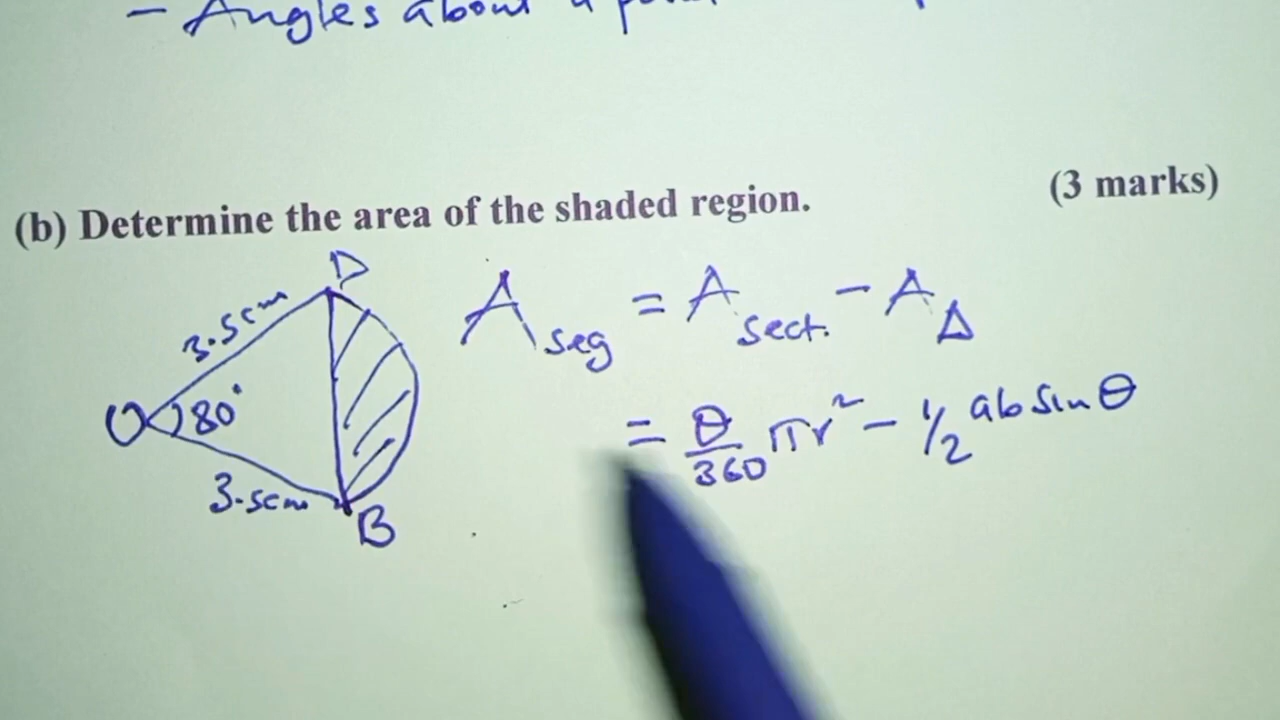 - Angles about a point
(b) Determine the area of the shaded region. (3 marks)
D
3.5cm
A seg = A sect. - A Δ
O 80°
= θ/360 πr² - 1/2 ab sin θ
3.5cm
B